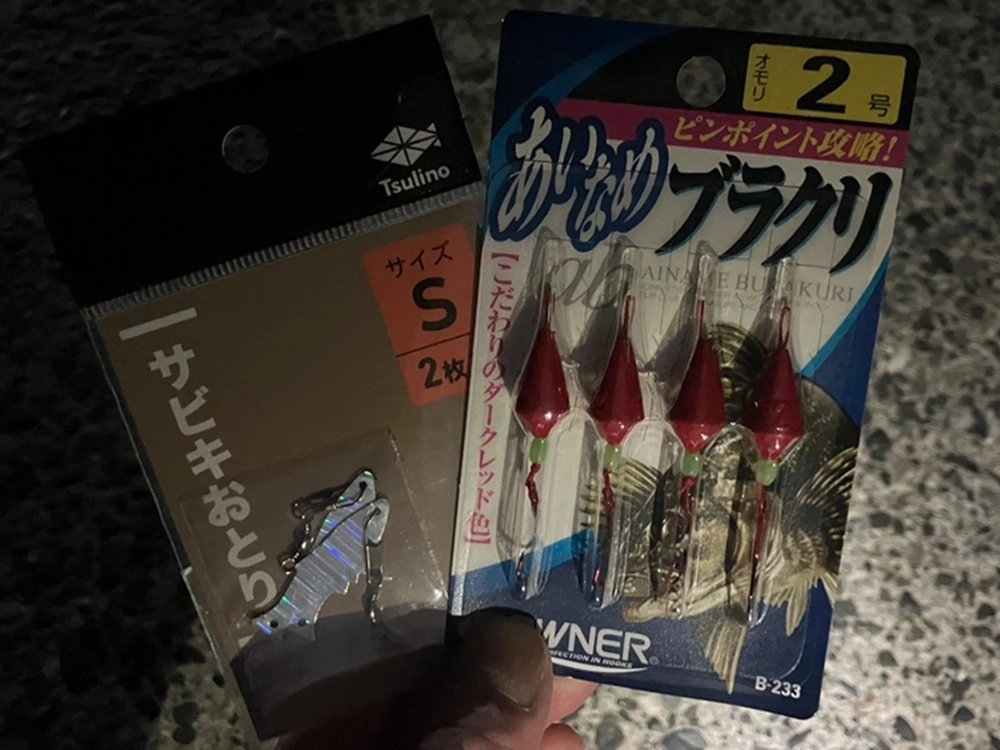 Tsulino
サイズ
S
2枚
サビキおとり
オモリ
2
号
ピンポイント攻略!
あいなめ
ブラクリ
AINAME BURAKURI
【こだわりのダークレッド色】
WNER
B-233